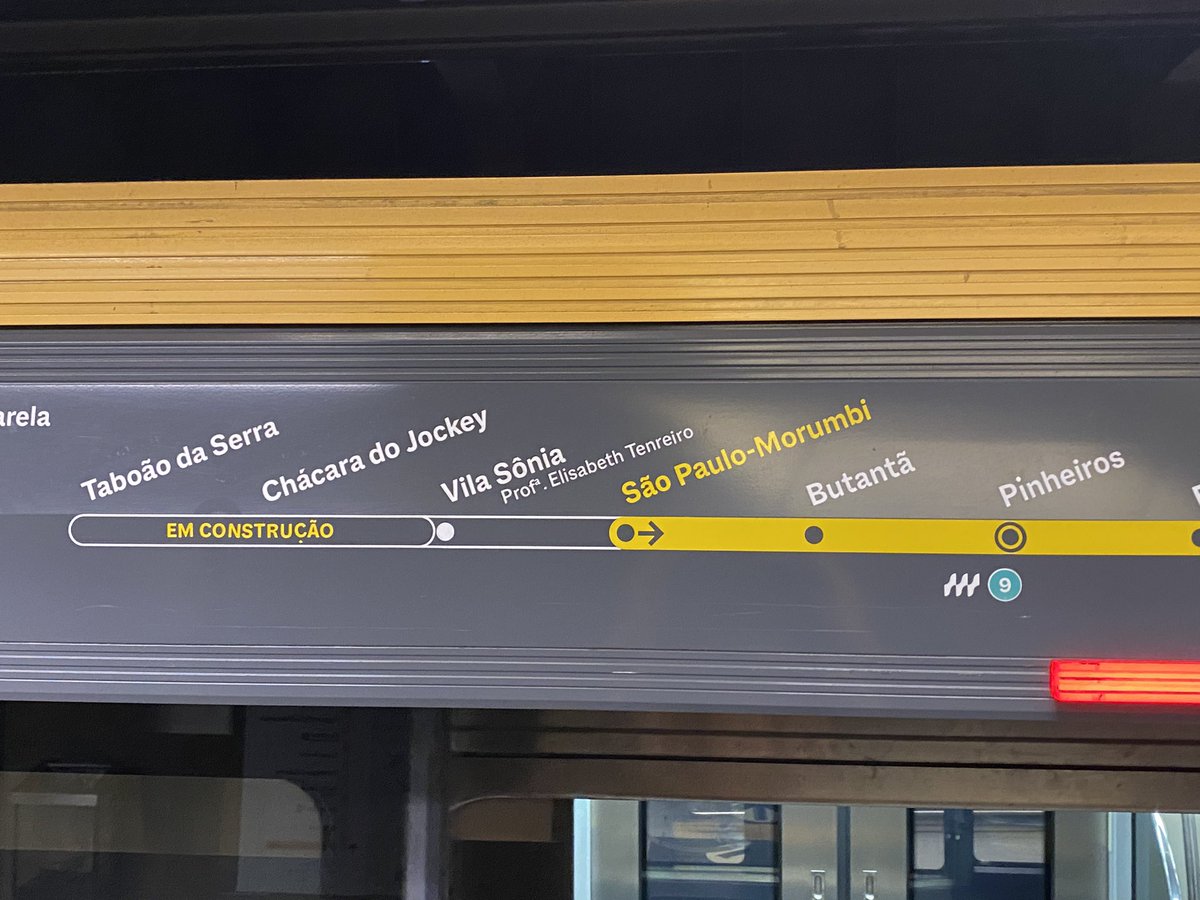 arela
Taboão da Serra
Chácara do Jockey
Vila Sônia
Profª. Elisabeth Tenreiro
São Paulo-Morumbi
Butantã
Pinheiros
EM CONSTRUÇÃO
9